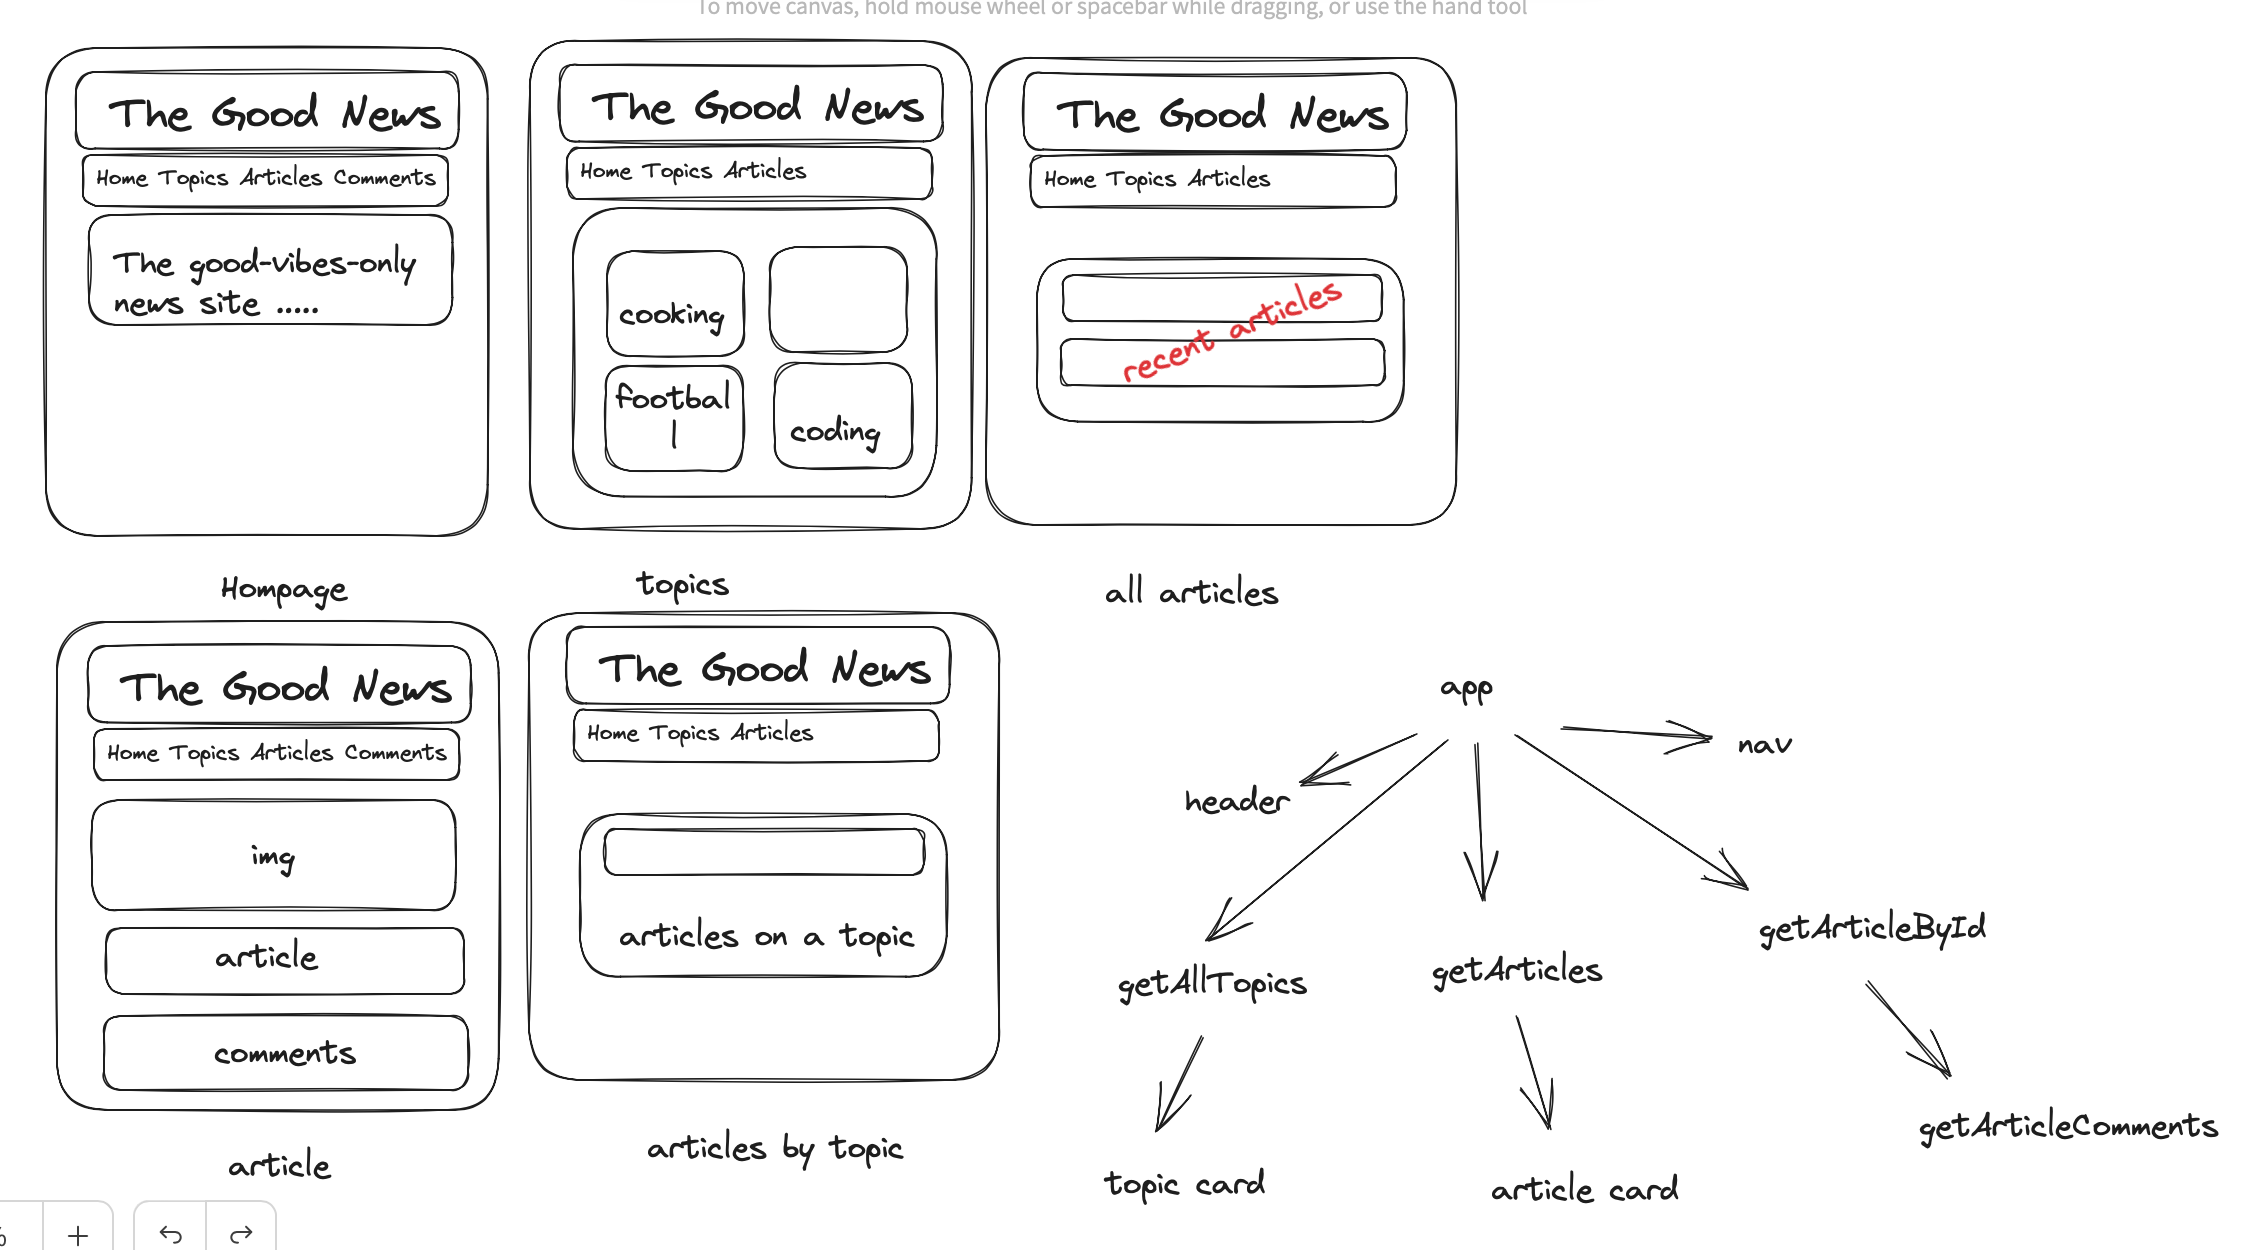 To move canvas, hold mouse wheel or spacebar while dragging, or use the hand tool
The Good News
Home Topics Articles Comments
The good-vibes-only
news site .....
Hompage
The Good News
Home Topics Articles
cooking
footbal
l
coding
topics
The Good News
Home Topics Articles
recent articles
all articles
The Good News
Home Topics Articles Comments
img
article
comments
article
The Good News
Home Topics Articles
articles on a topic
articles by topic
app
nav
header
getAllTopics
getArticles
getArticleById
topic card
article card
getArticleComments
%